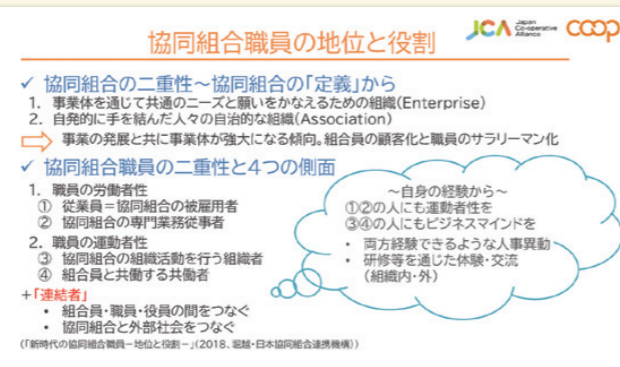 協同組合職員の地位と役割
JCA Japan Co-operative Alliance
coop
✓ 協同組合の二重性～協同組合の「定義」から
1. 事業体を通じて共通のニーズと願いをかなえるための組織(Enterprise)
2. 自発的に手を結んだ人々の自治的な組織(Association)
事業の発展と共に事業体が強大になる傾向。組合員の顧客化と職員のサラリーマン化
✓ 協同組合職員の二重性と4つの側面
1. 職員の労働者性
① 従業員＝協同組合の被雇用者
② 協同組合の専門業務従事者
2. 職員の運動者性
③ 協同組合の組織活動を行う組織者
④ 組合員と共働する共働者
+「連結者」
• 組合員・職員・役員の間をつなぐ
• 協同組合と外部社会をつなぐ
(「新時代の協同組合職員－地位と役割－」(2018、堀越・日本協同組合連携機構))
～自身の経験から～
①②の人にも運動者性を
③④の人にもビジネスマインドを
• 両方経験できるような人事異動
• 研修等を通じた体験・交流
(組織内・外)